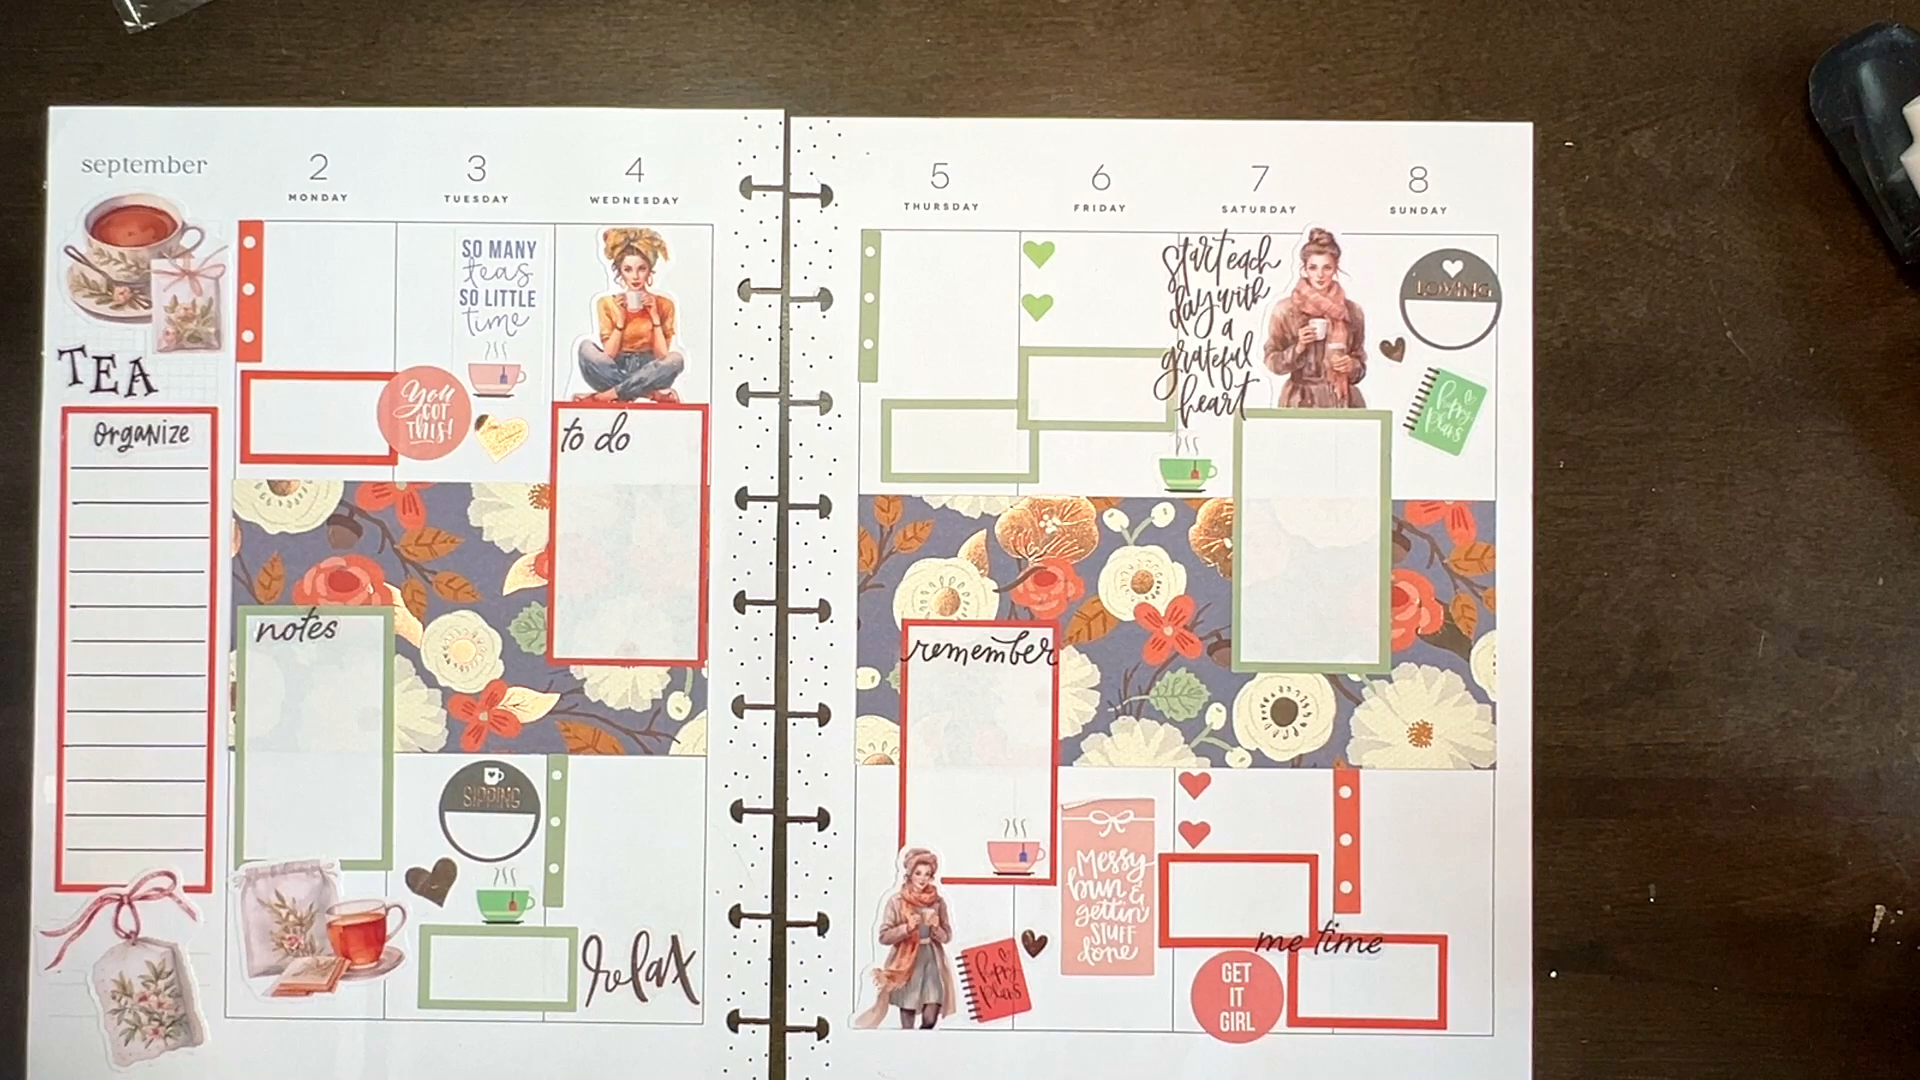 september
2
MONDAY
3
TUESDAY
4
WEDNESDAY
TEA
organize
SO MANY
teas
SO LITTLE
time
You
GOT
THIS!
to do
notes
SIPPING
relax
5
THURSDAY
6
FRIDAY
7
SATURDAY
8
SUNDAY
start each
day with
a
grateful
heart
LOVING
happy
plans
remember
happy
plans
Messy
bun &
gettin'
STUFF
done
me time
GET
IT
GIRL